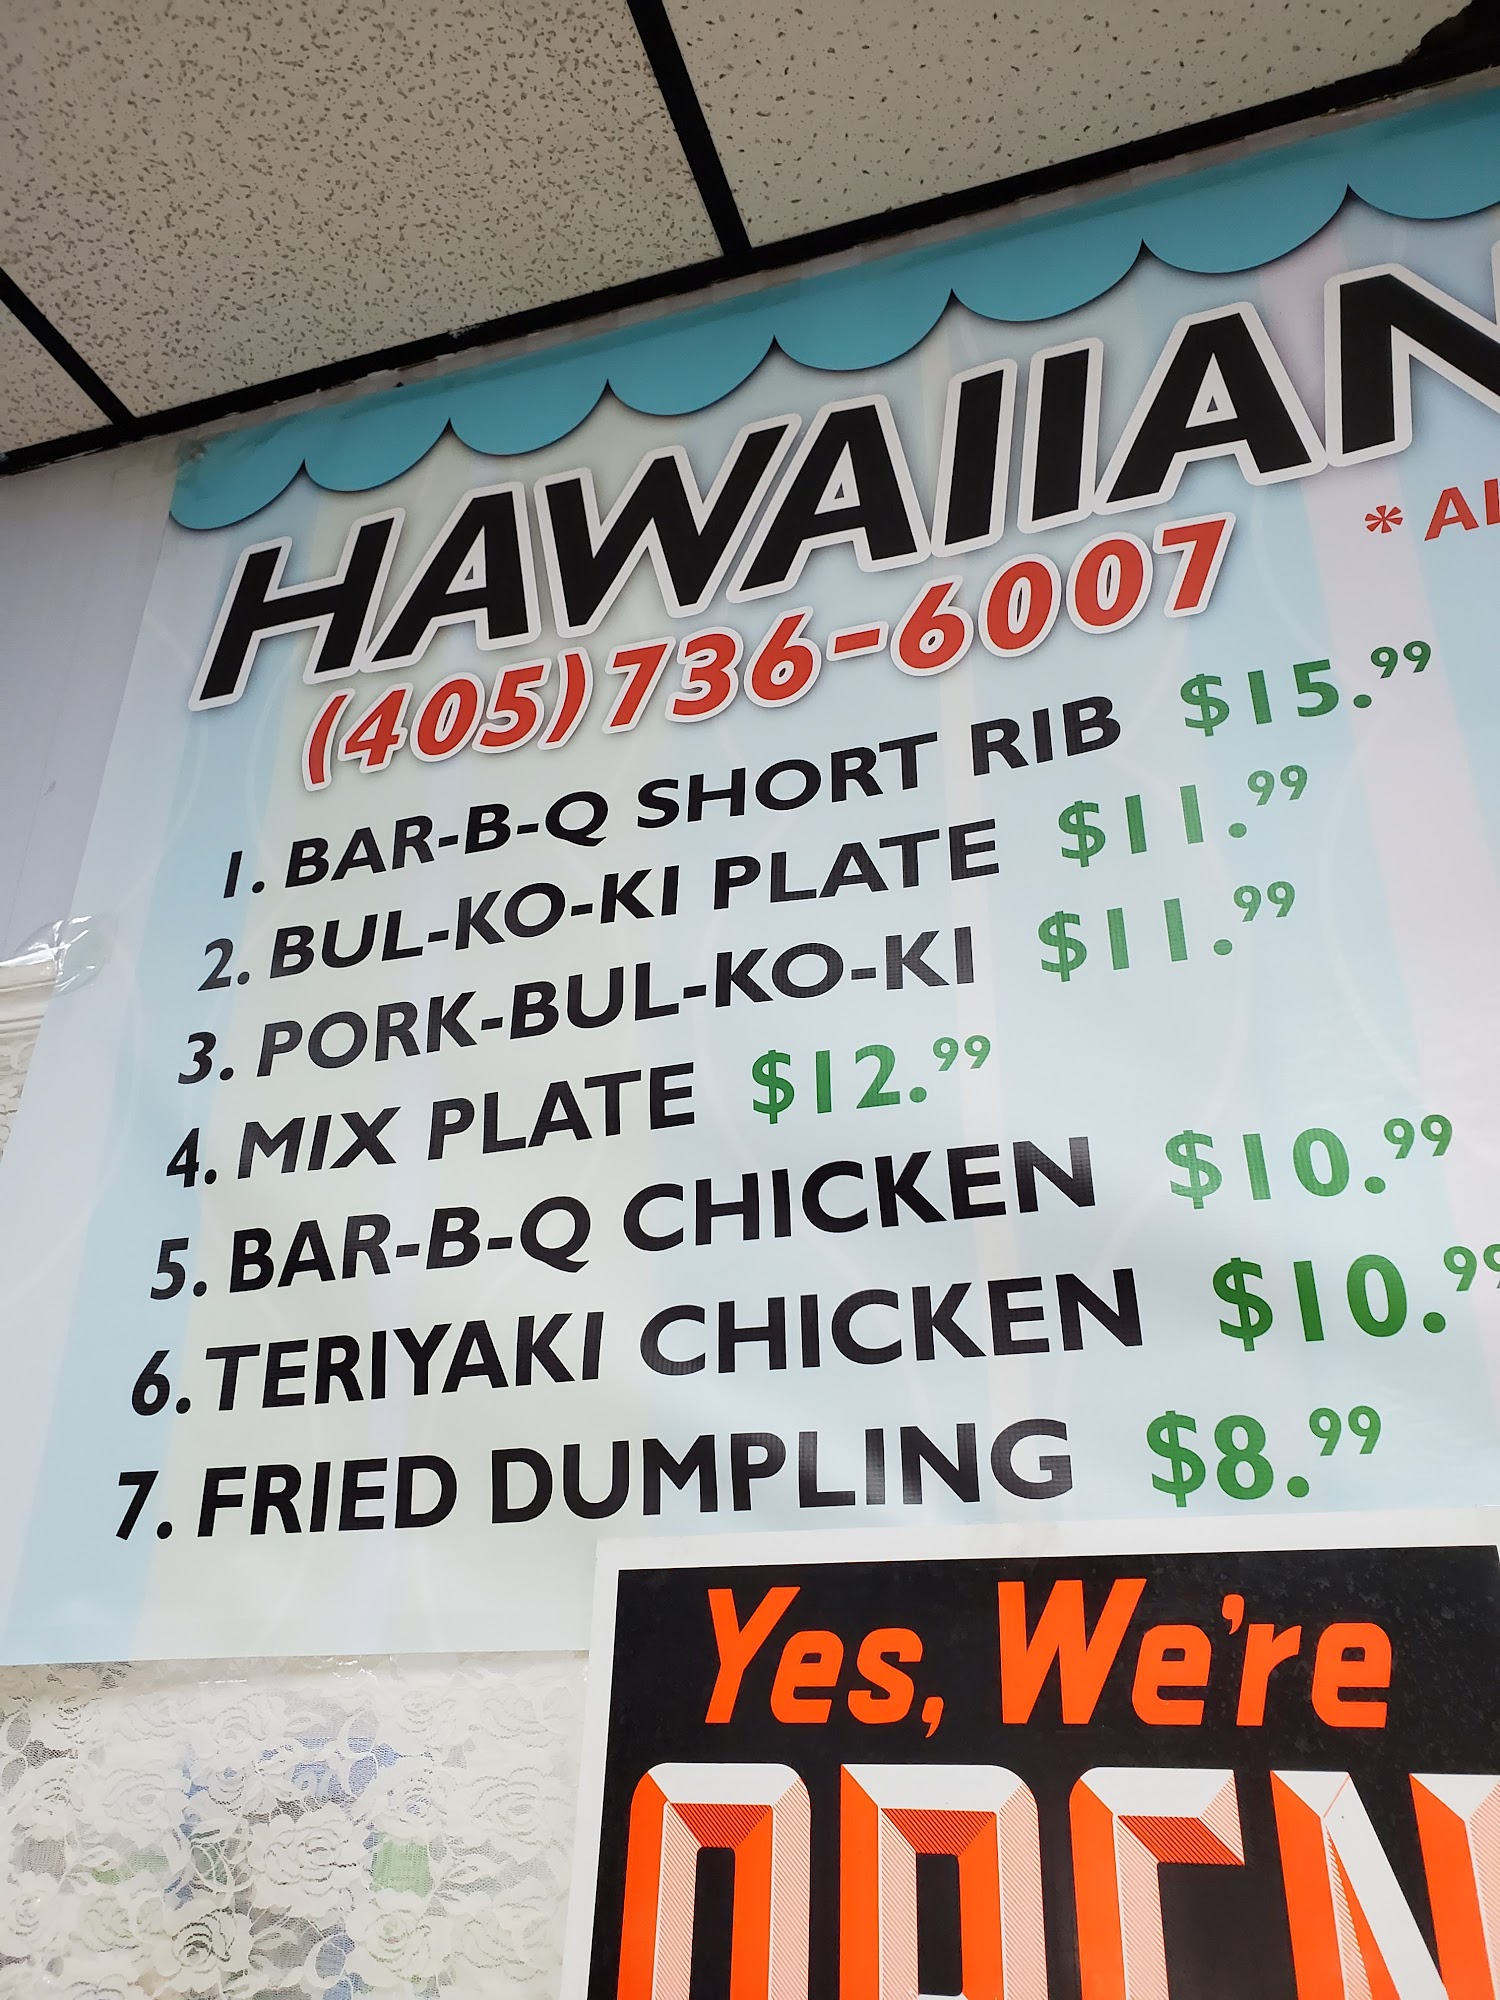 HAWAIIAN
(405)736-6007
1. BAR-B-Q SHORT RIB $15.99
2. BUL-KO-KI PLATE $11.99
3. PORK-BUL-KO-KI $11.99
4. MIX PLATE $12.99
5. BAR-B-Q CHICKEN $10.99
6. TERIYAKI CHICKEN $10.99
7. FRIED DUMPLING $8.99
Yes, We're
OPEN